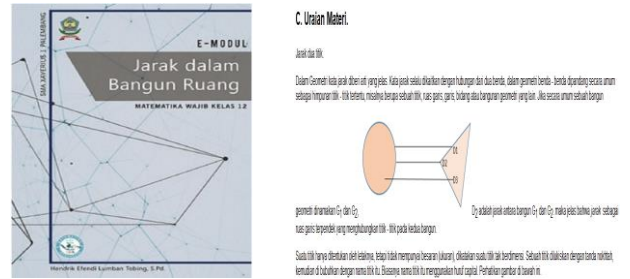 SMA XAVERIUS 1 PALEMBANG
E-MODUL
Jarak dalam
Bangun Ruang
MATEMATIKA WAJIB KELAS 12
Hendrik Efendi Lumban Tobing, S.Pd.
C. Uraian Materi.
Jarak dua titik.
Dalam Geometri kata jarak diberi arti yang jelas. Kata jarak selalu dikaitkan dengan hubungan dari dua benda, dalam geometri benda - benda dipandang secara umum
sebagai himpunan titik - titik tertentu, misalnya berupa sebuah titik, ruas garis, garis, bidang atau bangunan geometri yang lain. Jika secara umum sebuah bangun
D1
D2
D3
geometri dinamakan G1 dan G2 D2 adalah jarak antara bangun G1 dan G2 maka jelas bahwa jarak sebagai
ruas garis terpendek yang menghubungkan titik - titik pada kedua bangun.
Suatu titik hanya ditentukan oleh letaknya, tetapi tidak mempunyai besaran (ukuran), dikatakan suatu titik tak berdimensi. Sebuah titik dilukiskan dengan tanda noktah,
kemudian di bubuhkan dengan nama titik itu. Biasanya nama titik itu menggunakan huruf capital. Perhatikan gambar di bawah ini.